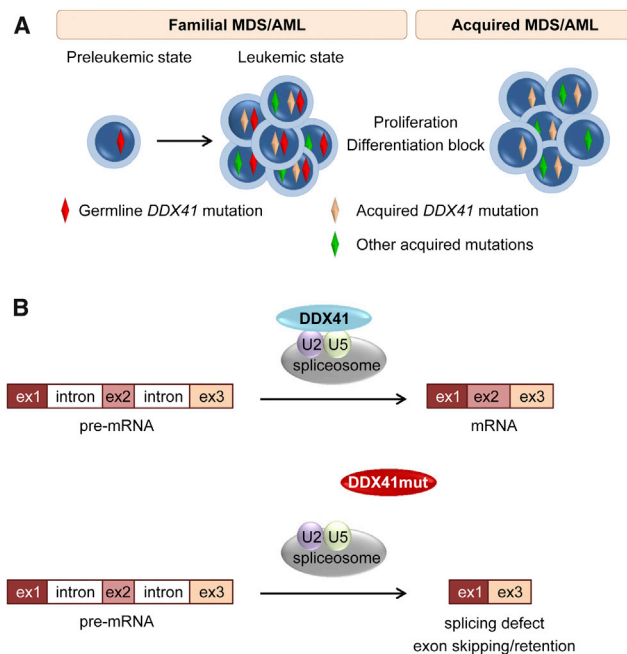 A
Familial MDS/AML
Acquired MDS/AML
Preleukemic state
Leukemic state
Proliferation
Differentiation block
Germline DDX41 mutation
Acquired DDX41 mutation
Other acquired mutations
B
DDX41
U2 U5
spliceosome
ex1 intron ex2 intron ex3
ex1 ex2 ex3
pre-mRNA
mRNA
DDX41mut
U2 U5
spliceosome
ex1 intron ex2 intron ex3
ex1 ex3
pre-mRNA
splicing defect
exon skipping/retention